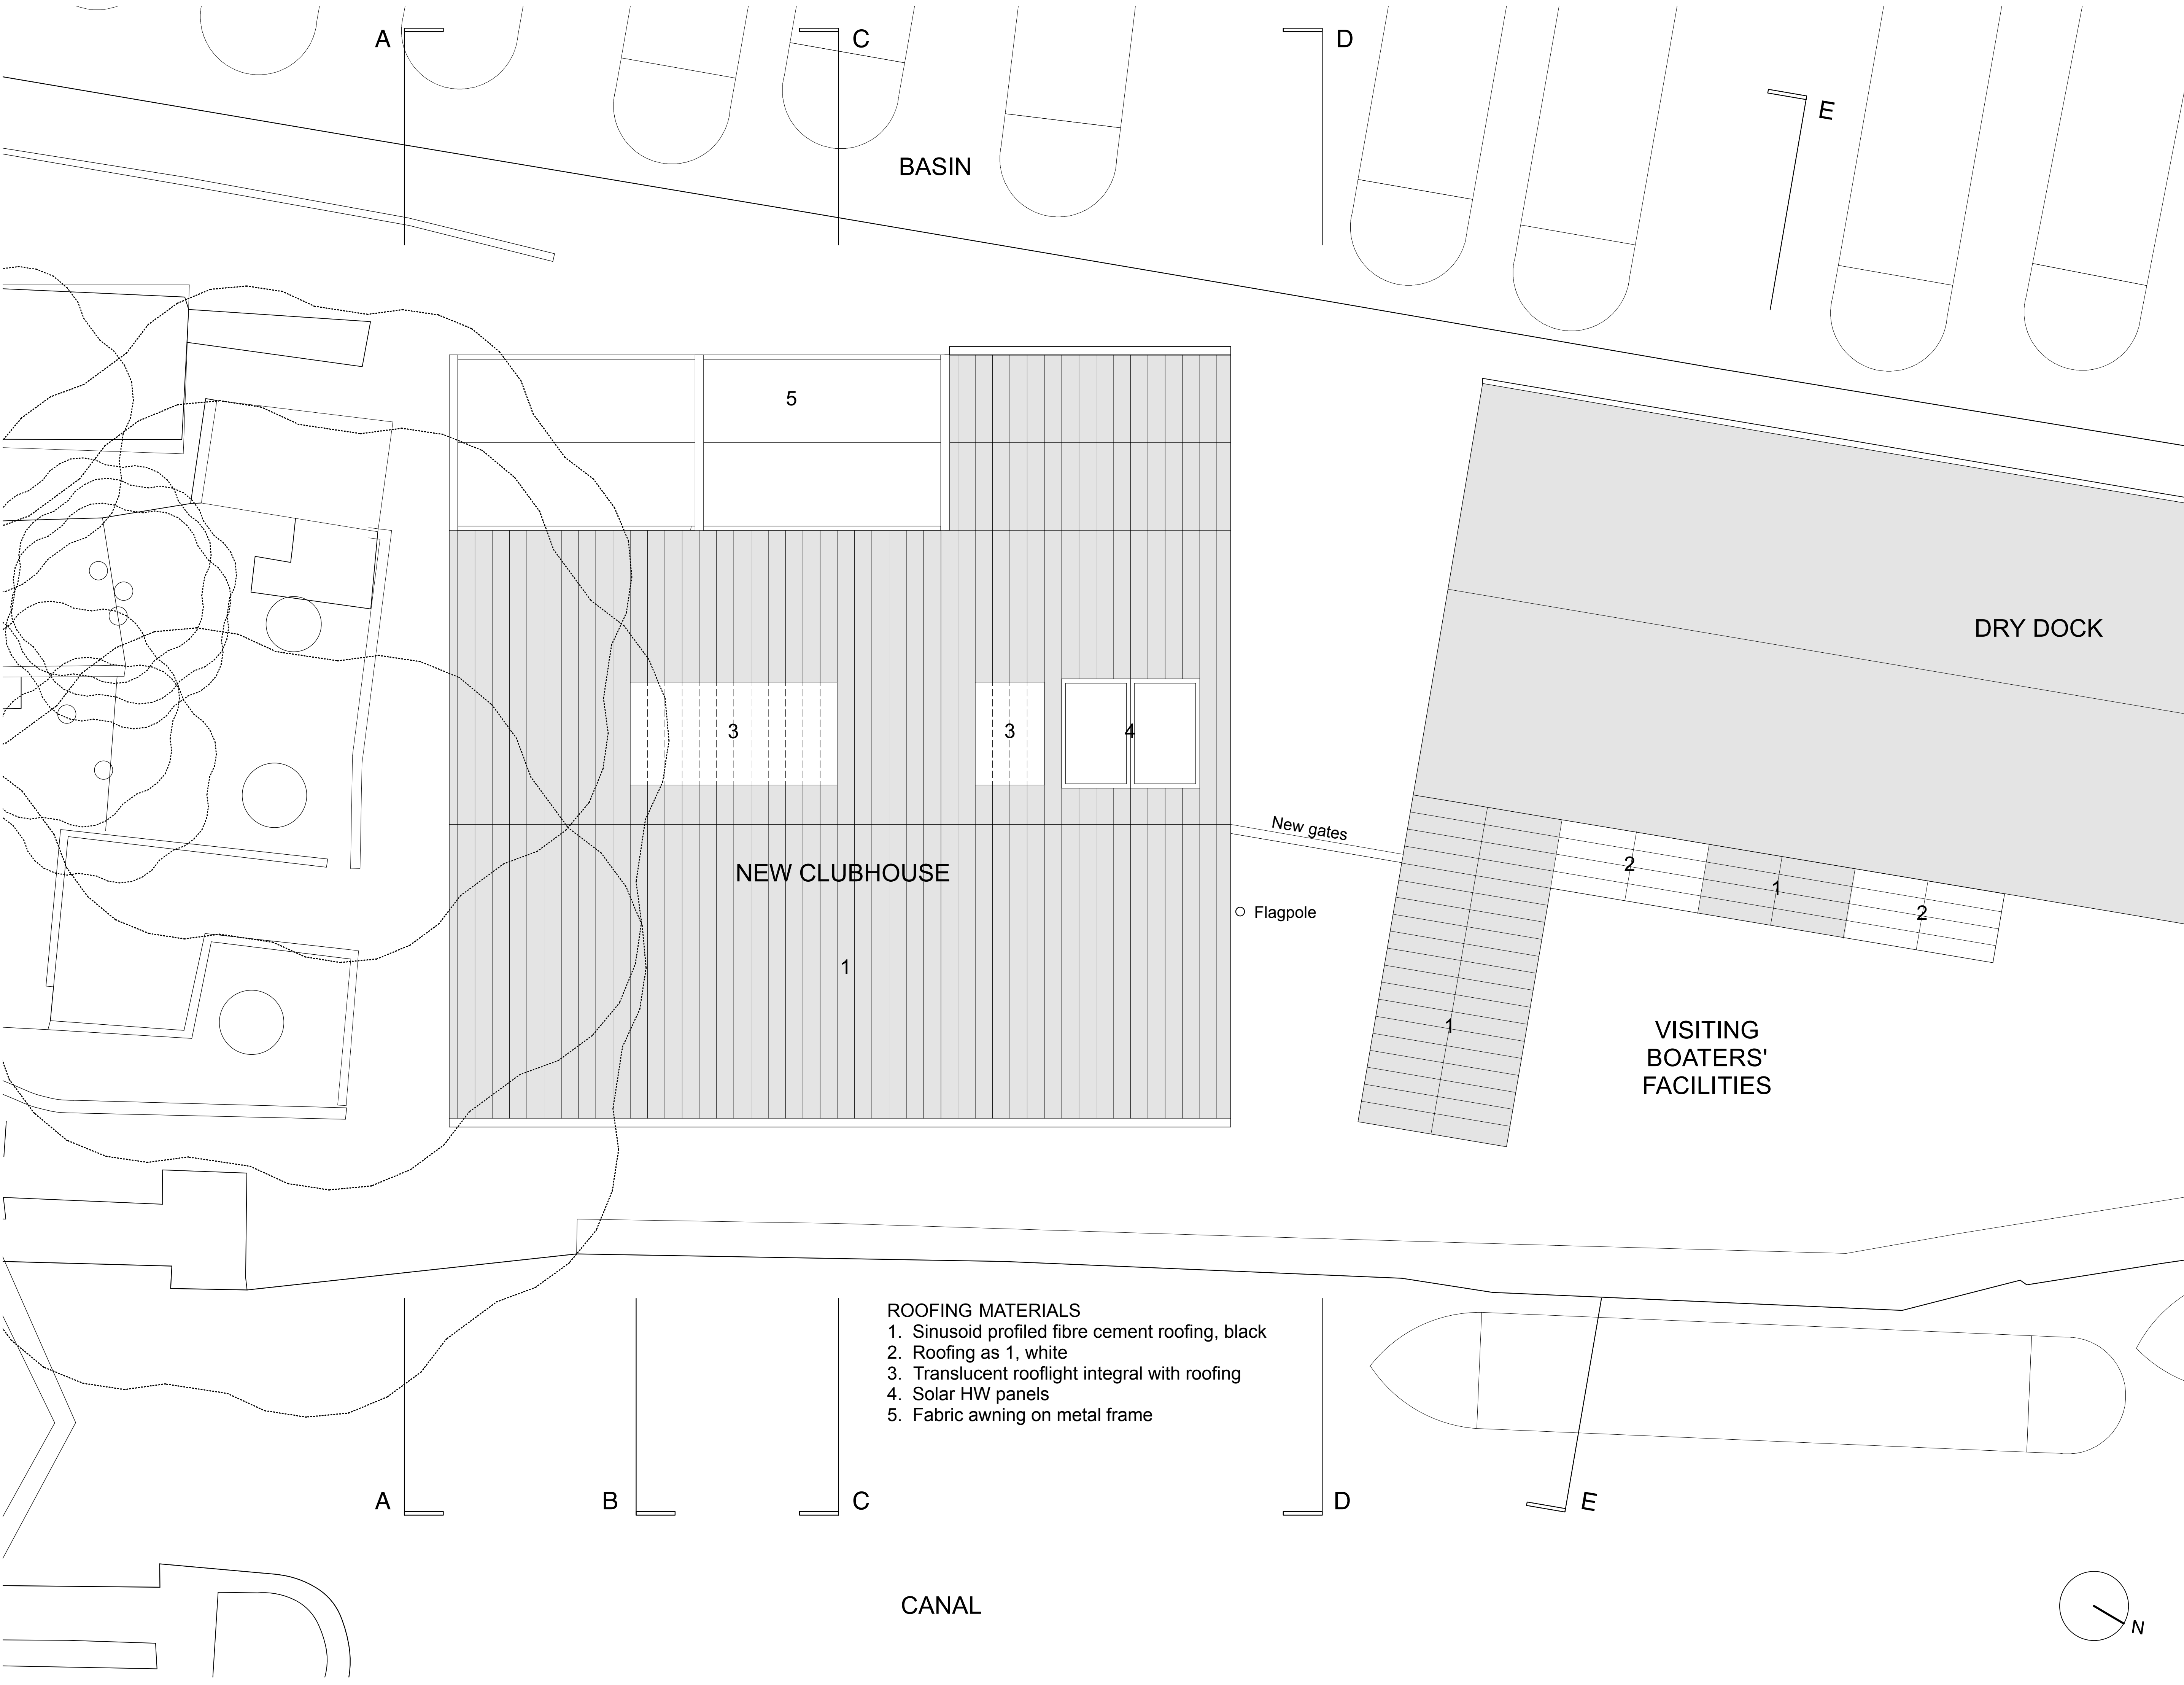 A
C
D
E
BASIN
5
DRY DOCK
3
3
4
New gates
2
1
2
NEW CLUBHOUSE
Flagpole
1
1
VISITING
BOATERS'
FACILITIES
ROOFING MATERIALS
1. Sinusoid profiled fibre cement roofing, black
2. Roofing as 1, white
3. Translucent rooflight integral with roofing
4. Solar HW panels
5. Fabric awning on metal frame
A
B
C
D
E
CANAL
N